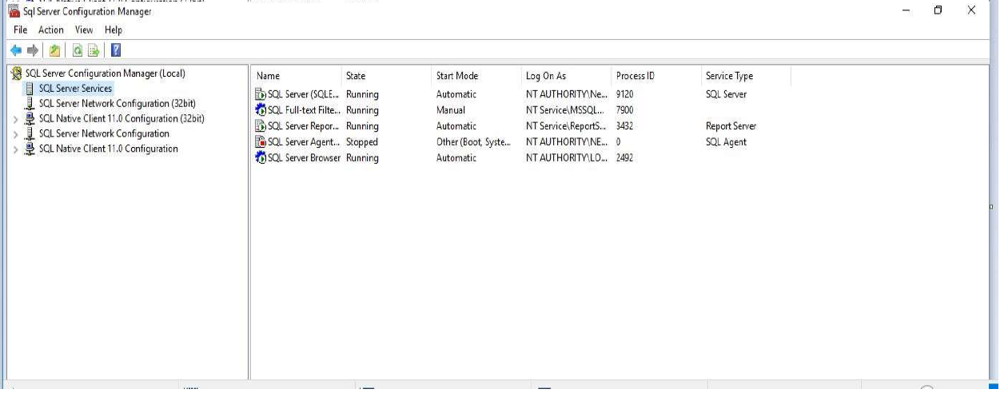 Sql Server Configuration Manager
File Action View Help
SQL Server Configuration Manager (Local)
SQL Server Services
SQL Server Network Configuration (32bit)
SQL Native Client 11.0 Configuration (32bit)
SQL Server Network Configuration
SQL Native Client 11.0 Configuration
Name State Start Mode Log On As Process ID Service Type
SQL Server (SQLE... Running Automatic NT AUTHORITY\Ne... 9120 SQL Server
SQL Full-text Filte... Running Manual NT Service\MSSQL... 7900
SQL Server Repor... Running Automatic NT Service\ReportS... 3432 Report Server
SQL Server Agent... Stopped Other (Boot, Syste... NT AUTHORITY\NE... 0 SQL Agent
SQL Server Browser Running Automatic NT AUTHORITY\LO... 2492